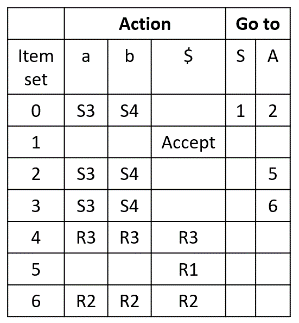 Action Go to
Item set a b $ S A
0 S3 S4 1 2
1 Accept
2 S3 S4 5
3 S3 S4 6
4 R3 R3 R3
5 R1
6 R2 R2 R2